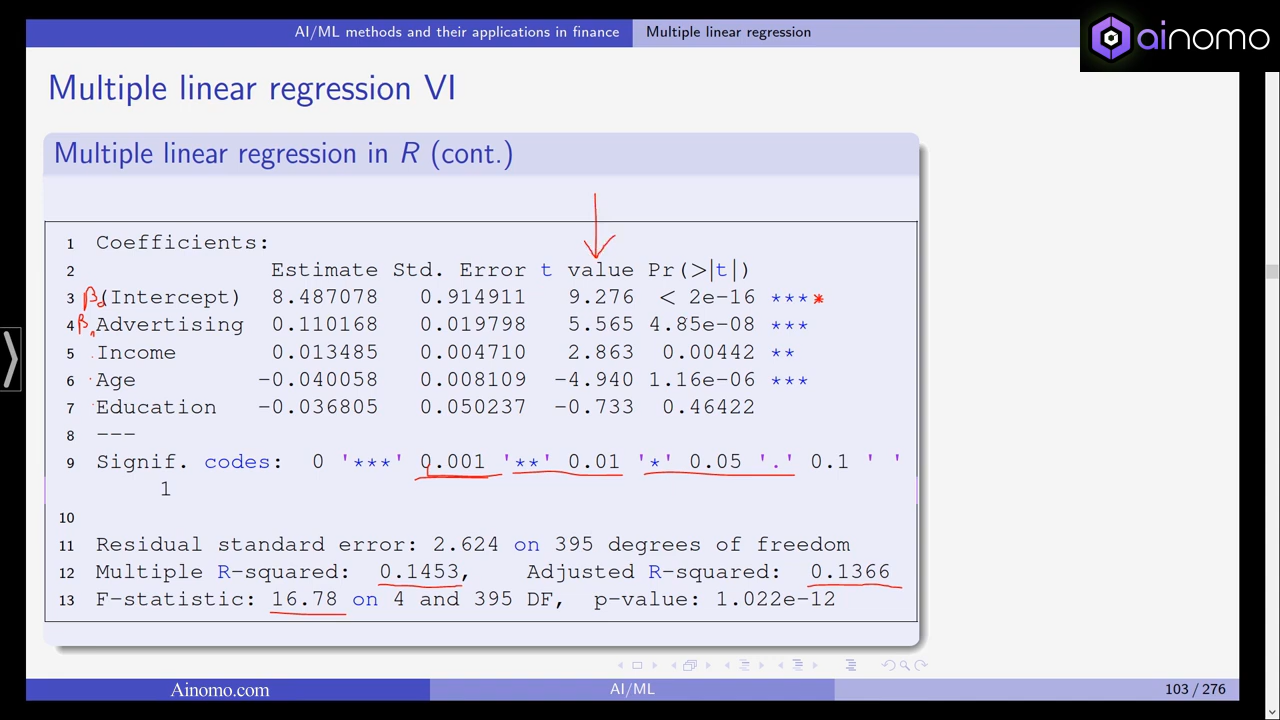 AI/ML methods and their applications in finance Multiple linear regression
ainomo
Multiple linear regression VI
Multiple linear regression in R (cont.)
1 Coefficients:
2 Estimate Std. Error t value Pr(>|t|)
3 β₀ (Intercept) 8.487078 0.914911 9.276 < 2e-16 ***
4 β₁ Advertising 0.110168 0.019798 5.565 4.85e-08 ***
5 Income 0.013485 0.004710 2.863 0.00442 **
6 Age -0.040058 0.008109 -4.940 1.16e-06 ***
7 Education -0.036805 0.050237 -0.733 0.46422
8 ---
9 Signif. codes: 0 '***' 0.001 '**' 0.01 '*' 0.05 '.' 0.1 ' '
1
10
11 Residual standard error: 2.624 on 395 degrees of freedom
12 Multiple R-squared: 0.1453, Adjusted R-squared: 0.1366
13 F-statistic: 16.78 on 4 and 395 DF, p-value: 1.022e-12
Ainomo.com AI/ML 103 / 276